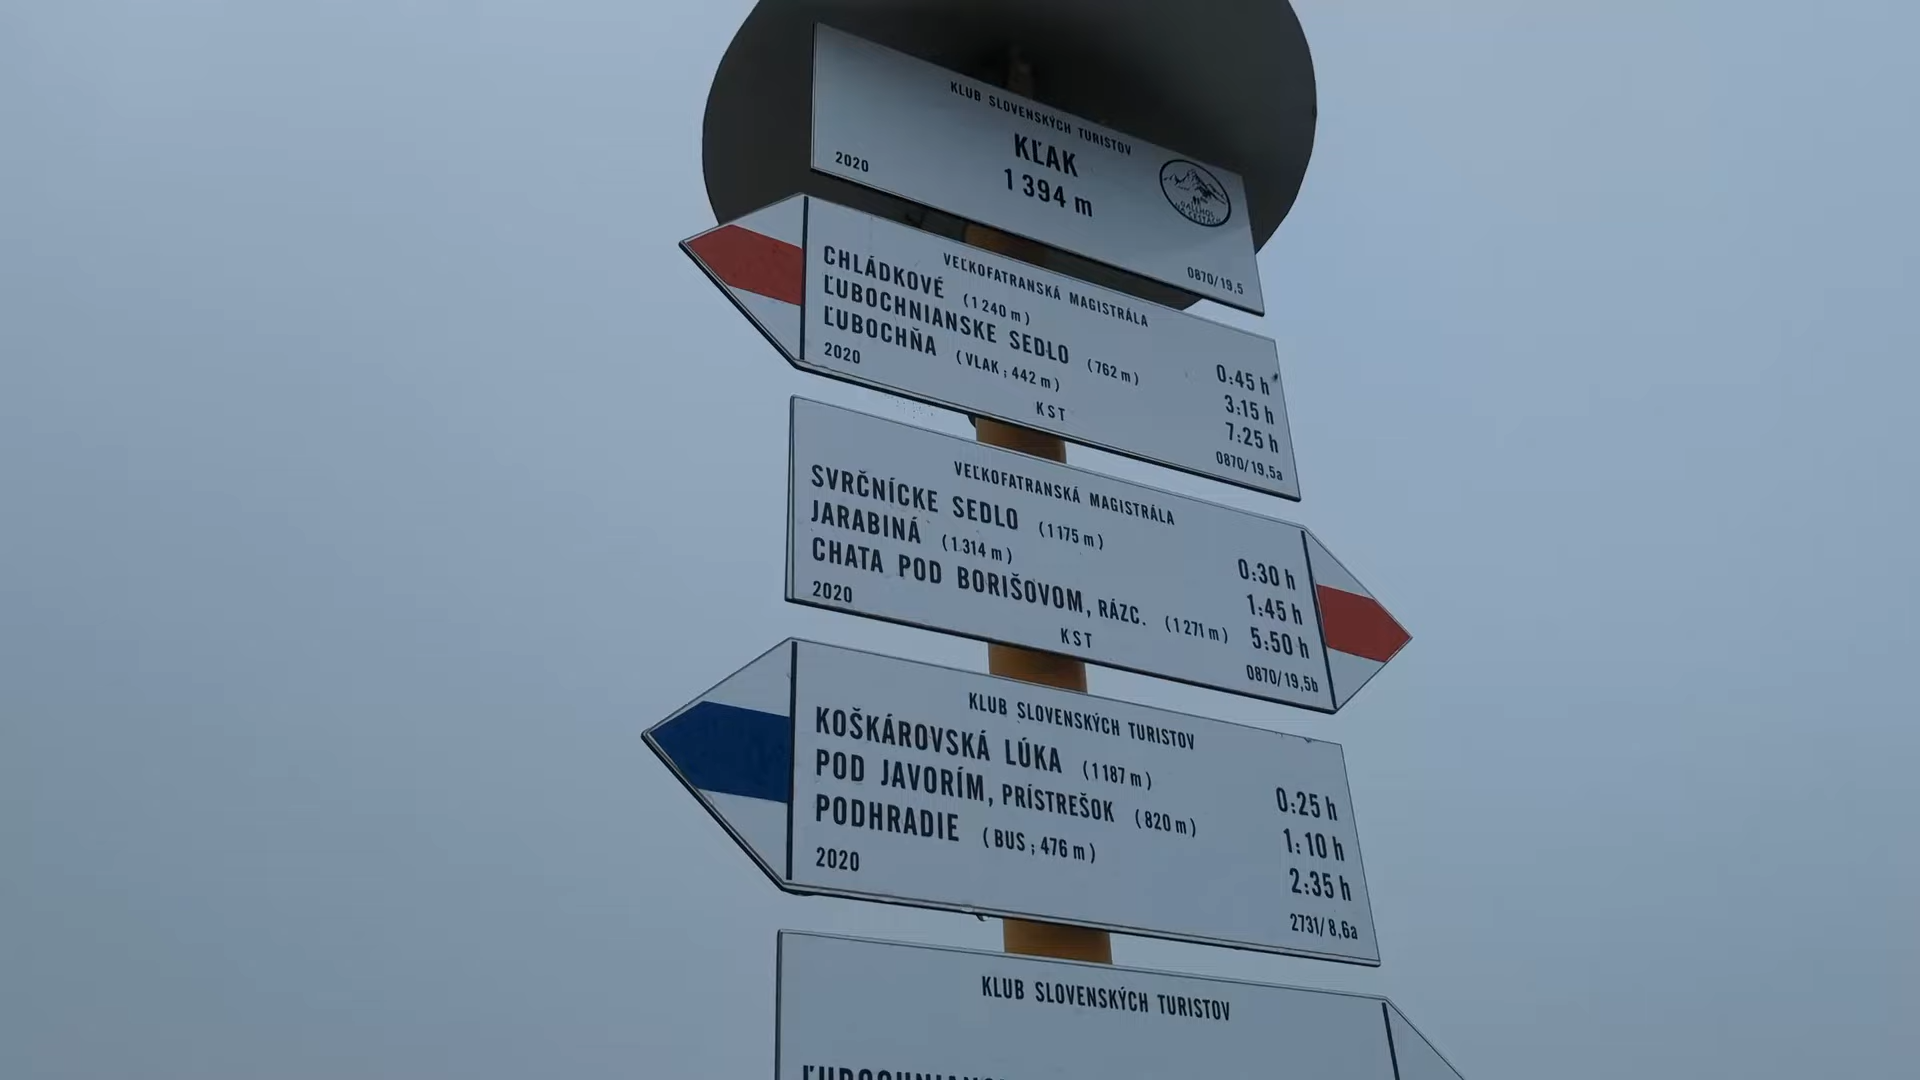 KLUB SLOVENSKÝCH TURISTOV
KĽAK
1 394 m
2020
0870/19,5
VEĽKOFATRANSKÁ MAGISTRÁLA
CHLÁDKOVÉ (1 240 m) 0:45 h
ĽUBOCHNIANSKE SEDLO (762 m) 3:15 h
ĽUBOCHŇA (VLAK ; 442 m) 7:25 h
2020 KST 0870/19,5a
VEĽKOFATRANSKÁ MAGISTRÁLA
SVRČNÍCKE SEDLO (1 175 m) 0:30 h
JARABINÁ (1 314 m) 1:45 h
CHATA POD BORIŠOVOM, RÁZC. (1 271 m) 5:50 h
2020 KST 0870/19,5b
KLUB SLOVENSKÝCH TURISTOV
KOŠKÁROVSKÁ LÚKA (1 187 m) 0:25 h
POD JAVORÍM, PRÍSTREŠOK (820 m) 1:10 h
PODHRADIE (BUS ; 476 m) 2:35 h
2020 2731/8,6a
KLUB SLOVENSKÝCH TURISTOV